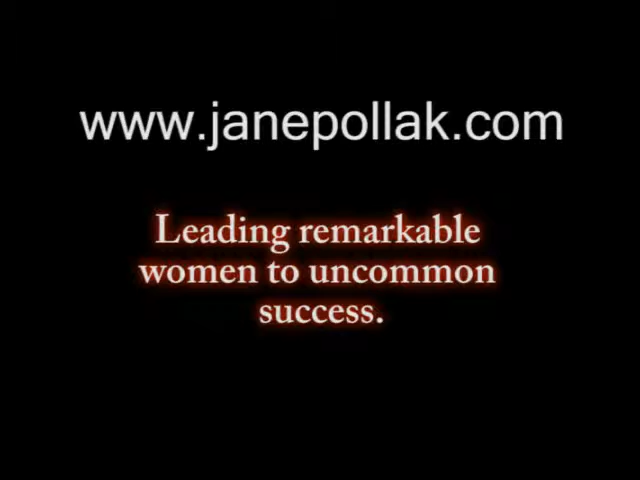 www.janepollak.com
Leading remarkable
women to uncommon
success.